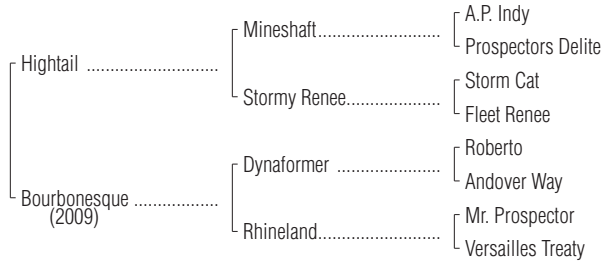 A.P. Indy
Mineshaft..............................
Prospectors Delite
Hightail .................................
Storm Cat
Stormy Renee.......................
Fleet Renee
Roberto
Dynaformer ..........................
Andover Way
Bourbonesque .....................
(2009)
Mr. Prospector
Rhineland..............................
Versailles Treaty